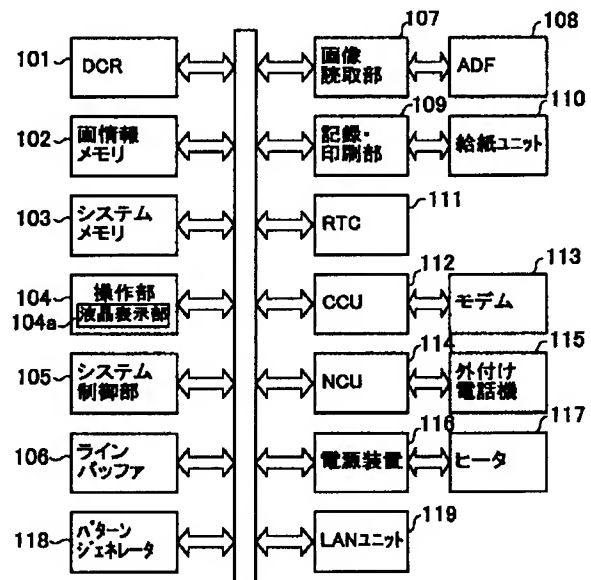 101
DCR
107
画像
読取部
108
ADF
102
画情報
メモリ
109
記録・
印刷部
110
給紙ユニット
103
システム
メモリ
RTC
111
104
操作部
104a
液晶表示部
CCU
112
モデム
113
105
システム
制御部
NCU
114
外付け
電話機
115
106
ライン
バッファ
電源装置
116
ヒータ
117
118
パターン
ジェネレータ
LANユニット
119